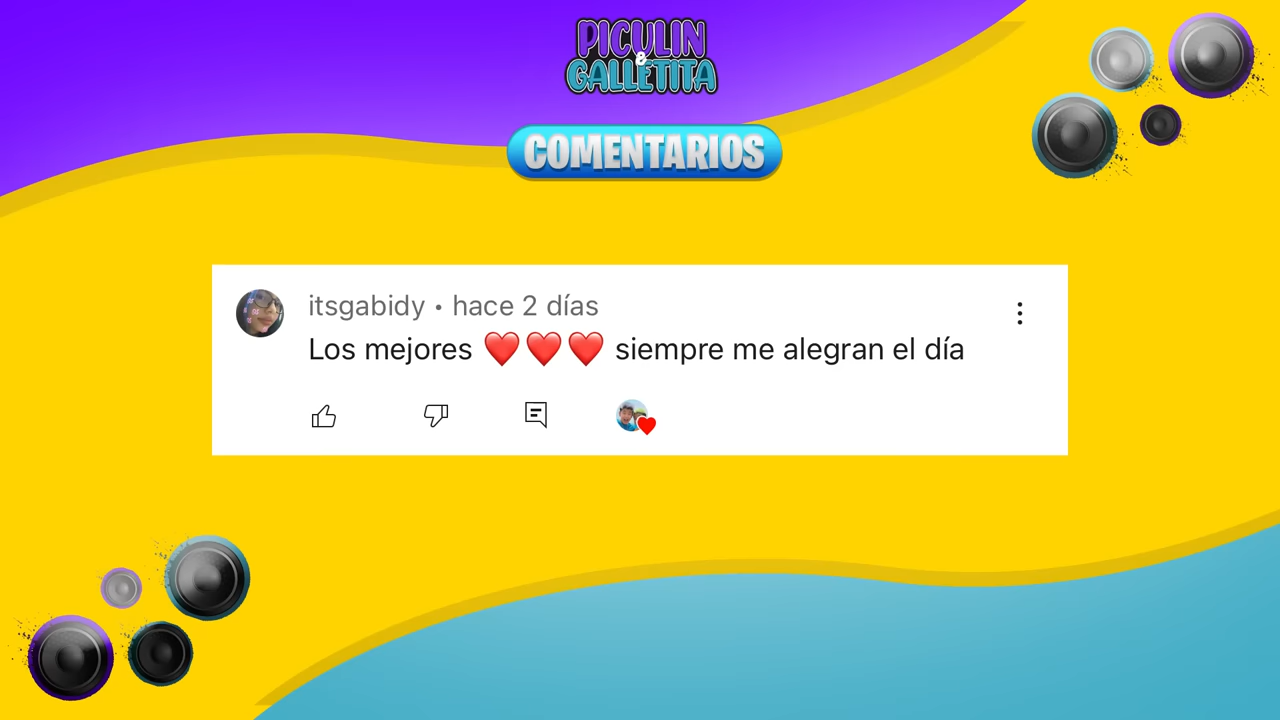 PICULIN
&
GALLETITA
COMENTARIOS
itsgabidy • hace 2 días
Los mejores ❤️❤️❤️ siempre me alegran el día